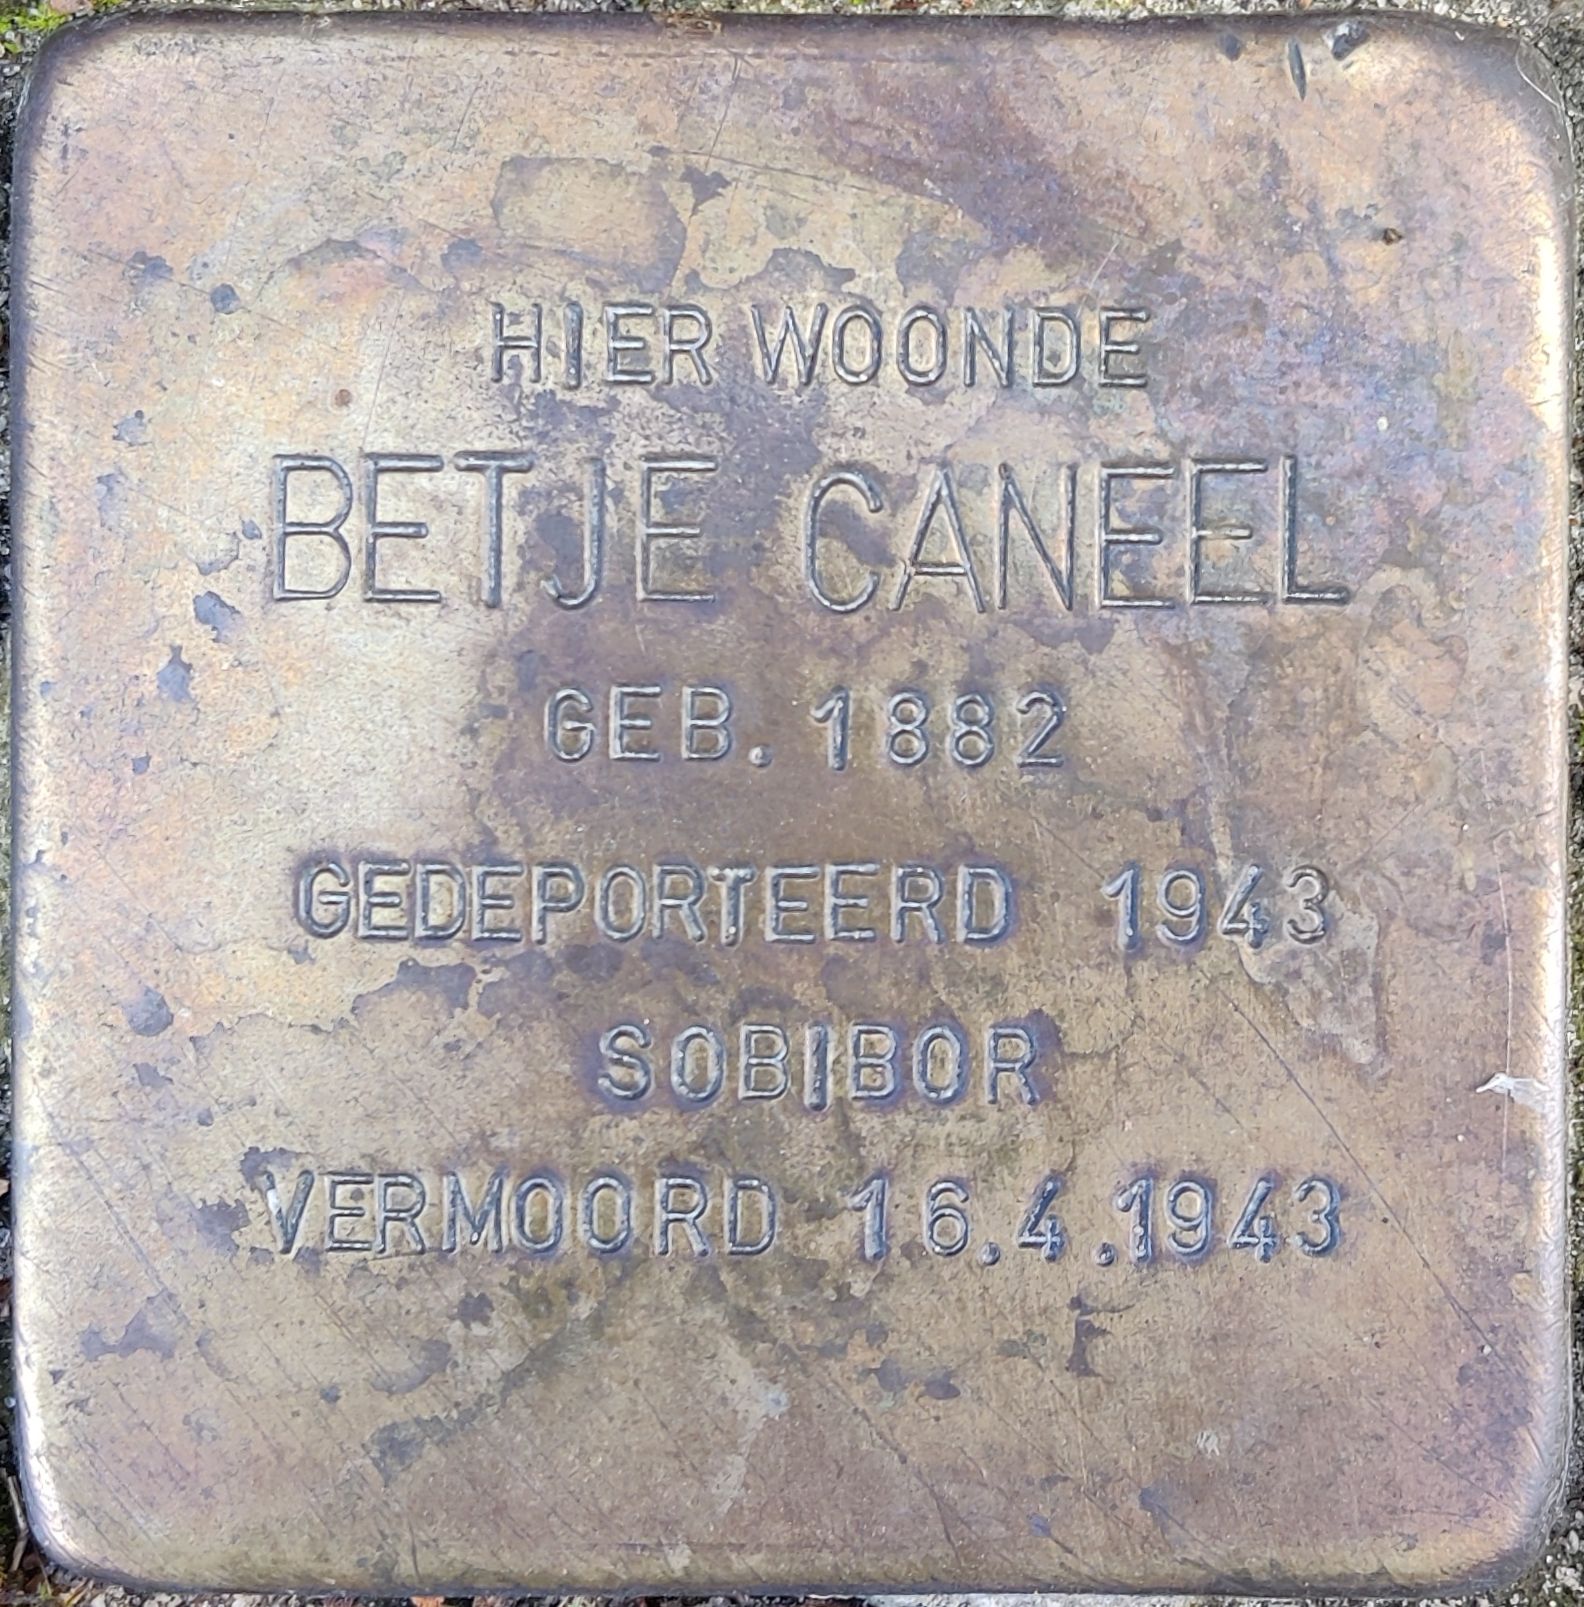 HIER WOONDE
BETJE CANEEL
GEB. 1882
GEDEPORTEERD 1943
SOBIBOR
VERMOORD 16.4.1943